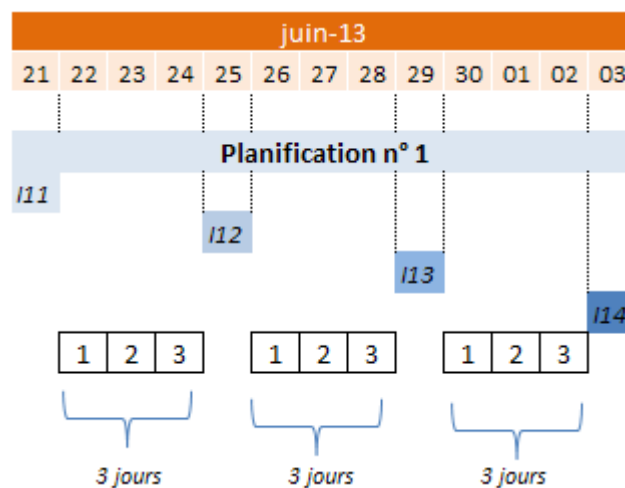 juin-13
21 22 23 24 25 26 27 28 29 30 01 02 03
Planification n° 1
I11
I12
I13
I14
1 2 3 1 2 3 1 2 3
3 jours 3 jours 3 jours